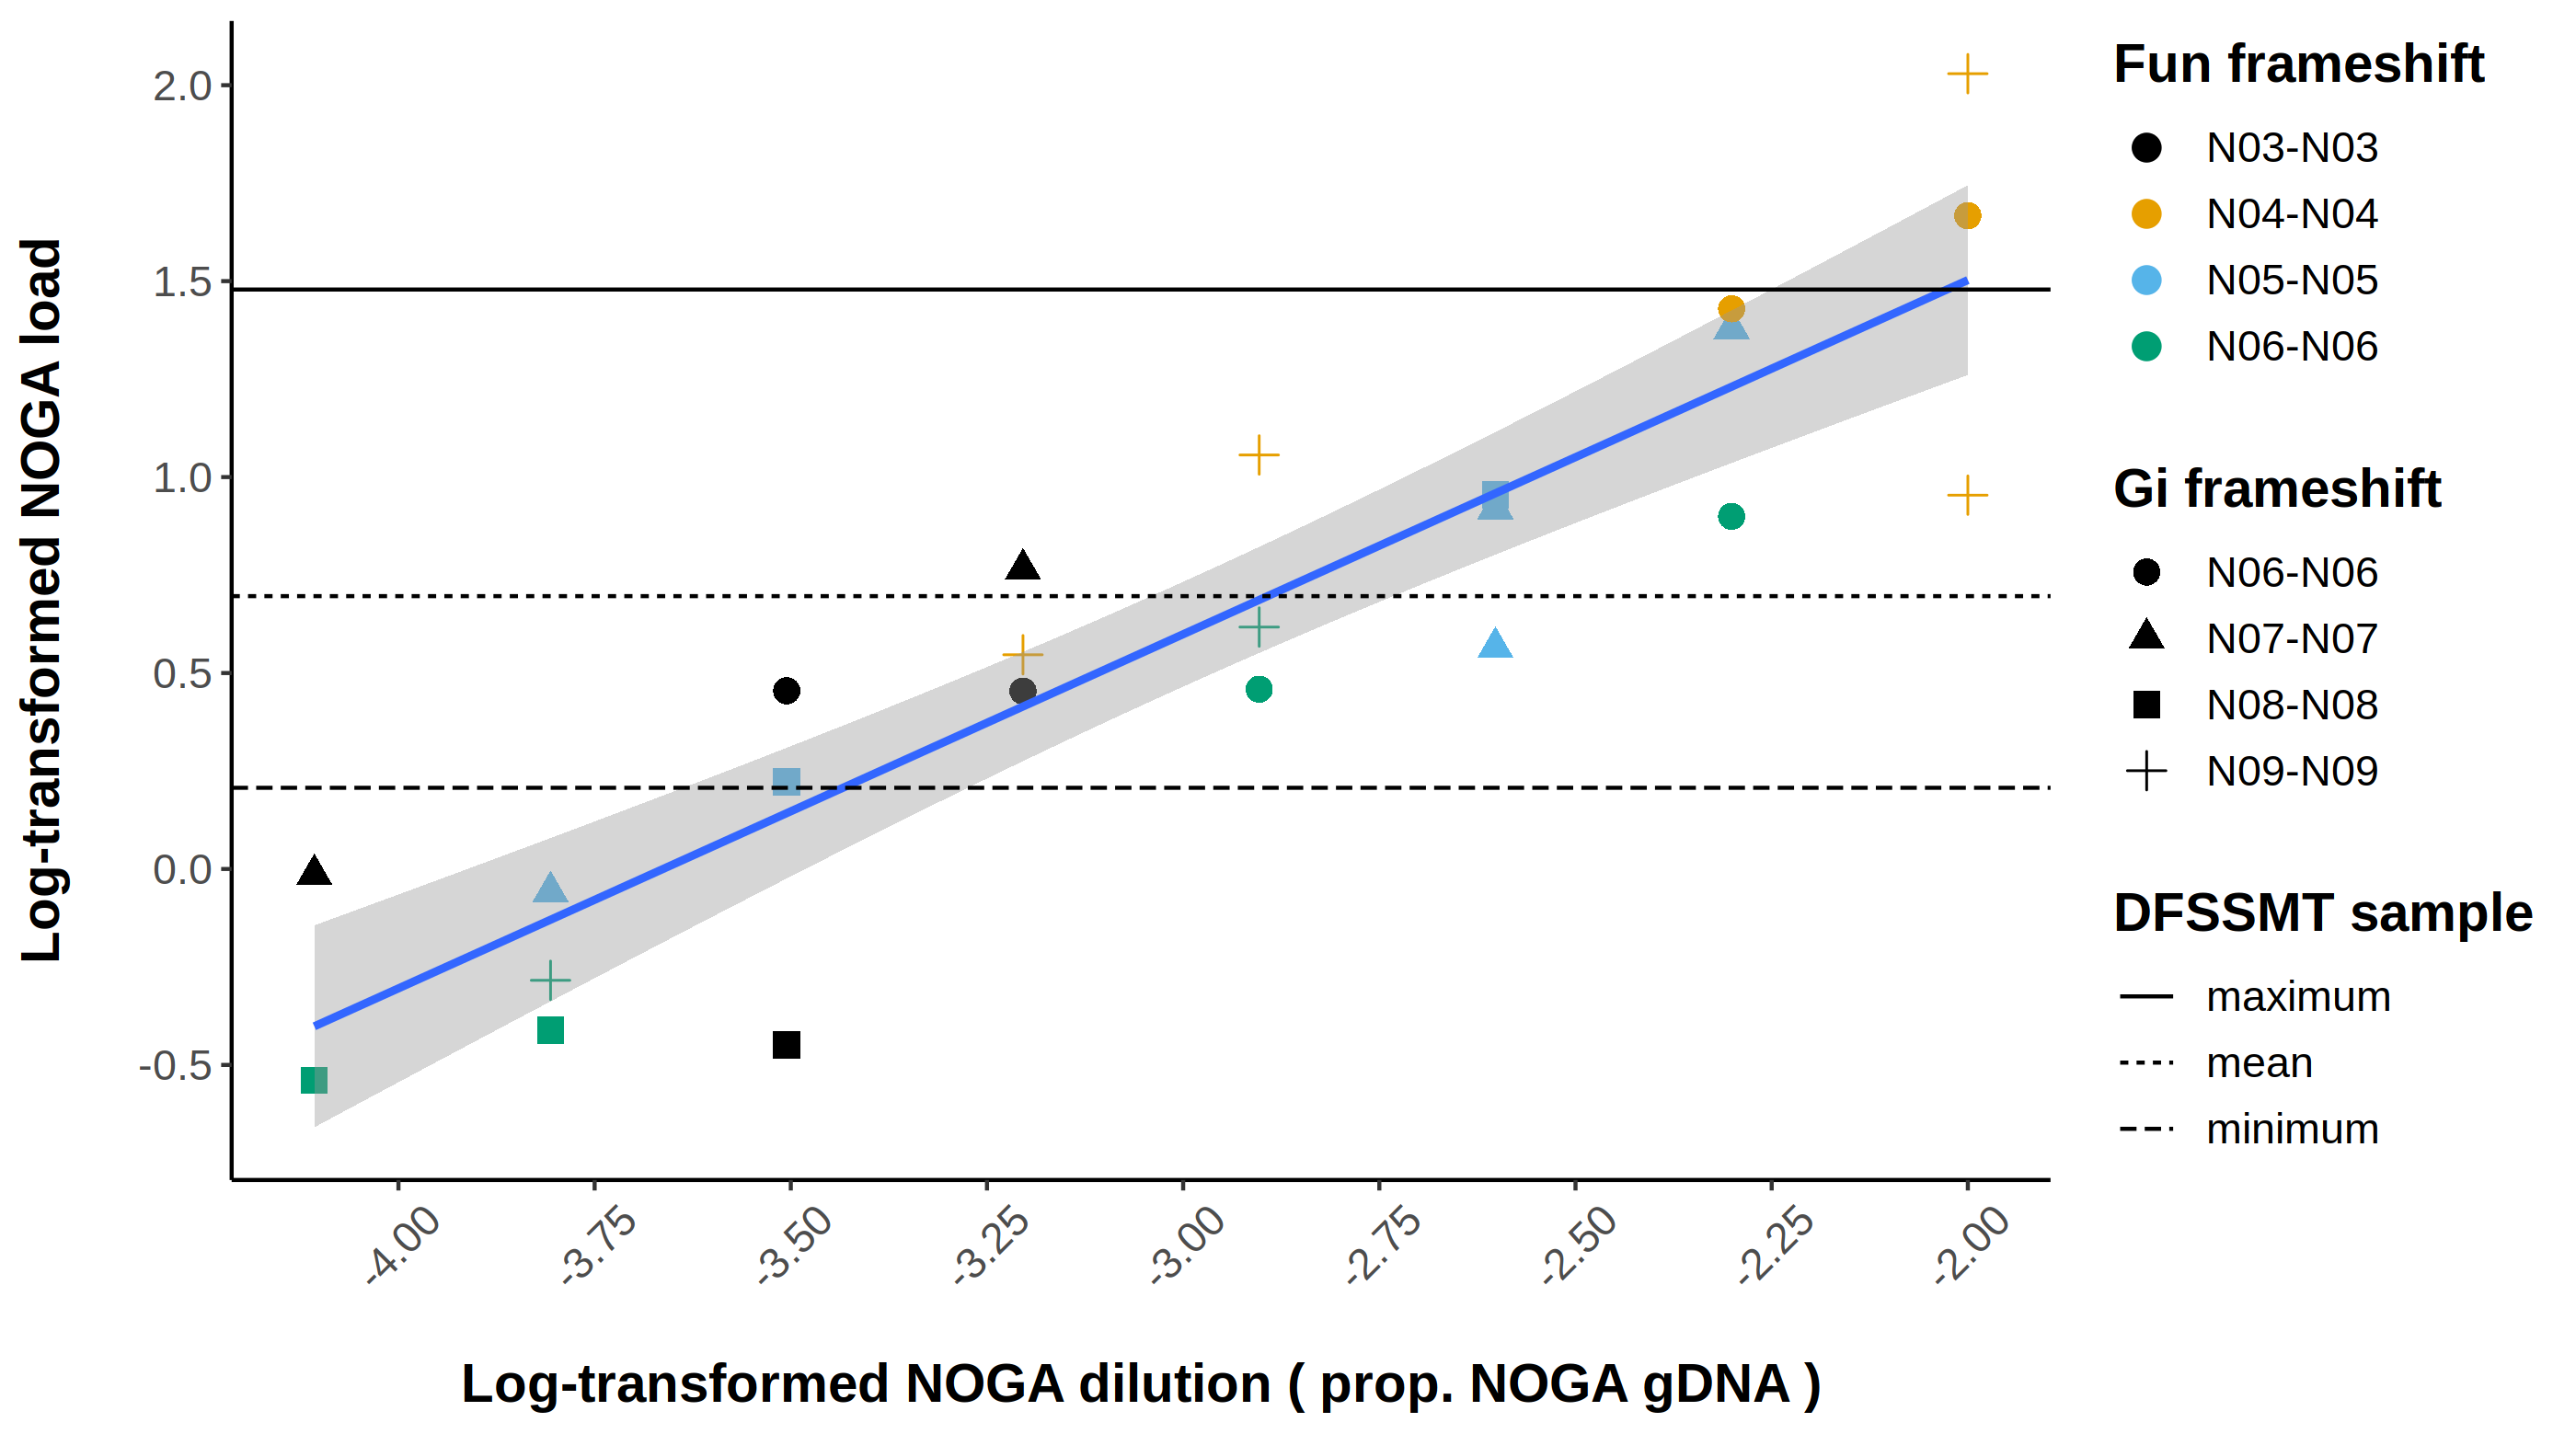 Log-transformed NOGA load
2.0
1.5
1.0
0.5
0.0
-0.5
-4.00
-3.75
-3.50
-3.25
-3.00
-2.75
-2.50
-2.25
-2.00
Log-transformed NOGA dilution ( prop. NOGA gDNA )
Fun frameshift
N03-N03
N04-N04
N05-N05
N06-N06
Gi frameshift
N06-N06
N07-N07
N08-N08
N09-N09
DFSSMT sample
maximum
mean
minimum